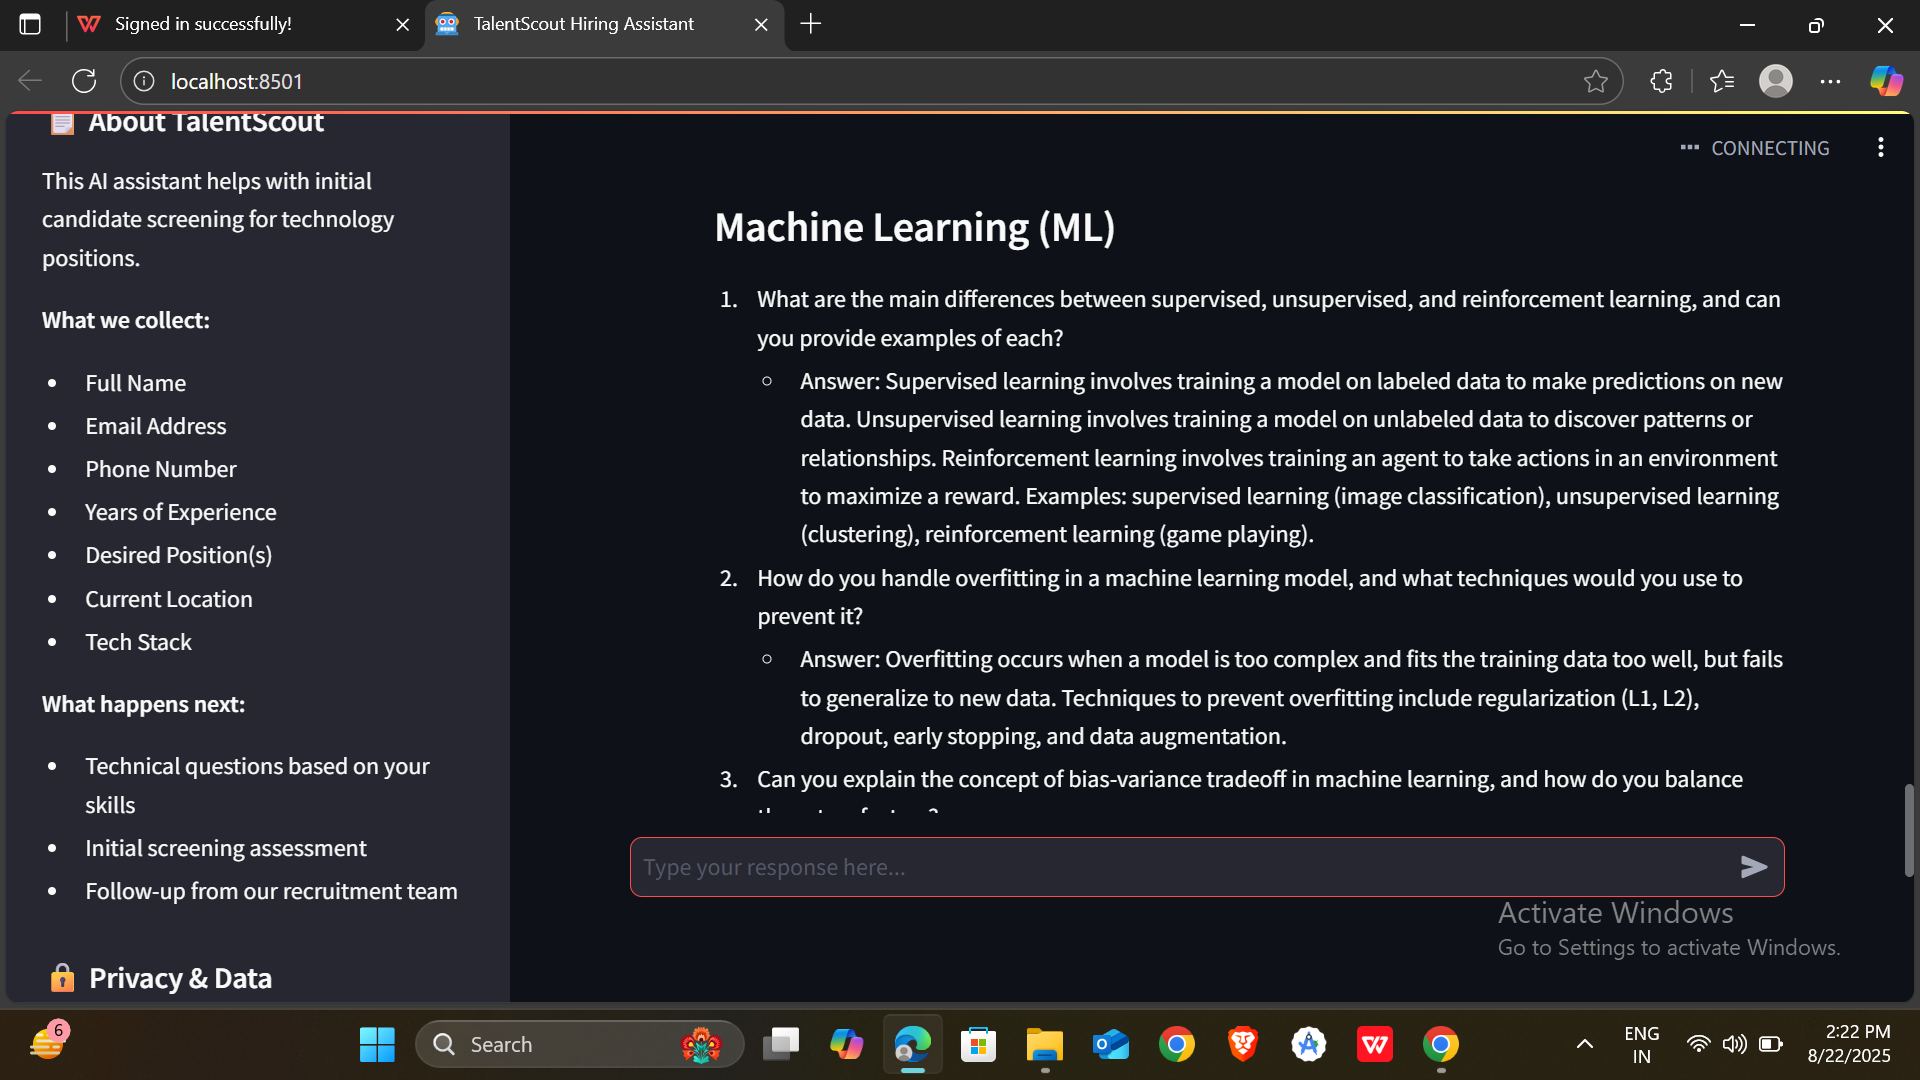 Signed in successfully!
TalentScout Hiring Assistant
localhost:8501
About TalentScout
This AI assistant helps with initial
candidate screening for technology
positions.
What we collect:
• Full Name
• Email Address
• Phone Number
• Years of Experience
• Desired Position(s)
• Current Location
• Tech Stack
What happens next:
• Technical questions based on your
skills
• Initial screening assessment
• Follow-up from our recruitment team
Privacy & Data
CONNECTING
Machine Learning (ML)
1. What are the main differences between supervised, unsupervised, and reinforcement learning, and can
you provide examples of each?
Answer: Supervised learning involves training a model on labeled data to make predictions on new
data. Unsupervised learning involves training a model on unlabeled data to discover patterns or
relationships. Reinforcement learning involves training an agent to take actions in an environment
to maximize a reward. Examples: supervised learning (image classification), unsupervised learning
(clustering), reinforcement learning (game playing).
2. How do you handle overfitting in a machine learning model, and what techniques would you use to
prevent it?
Answer: Overfitting occurs when a model is too complex and fits the training data too well, but fails
to generalize to new data. Techniques to prevent overfitting include regularization (L1, L2),
dropout, early stopping, and data augmentation.
3. Can you explain the concept of bias-variance tradeoff in machine learning, and how do you balance
Type your response here...
Activate Windows
Go to Settings to activate Windows.
6
Search
ENG
IN
2:22 PM
8/22/2025